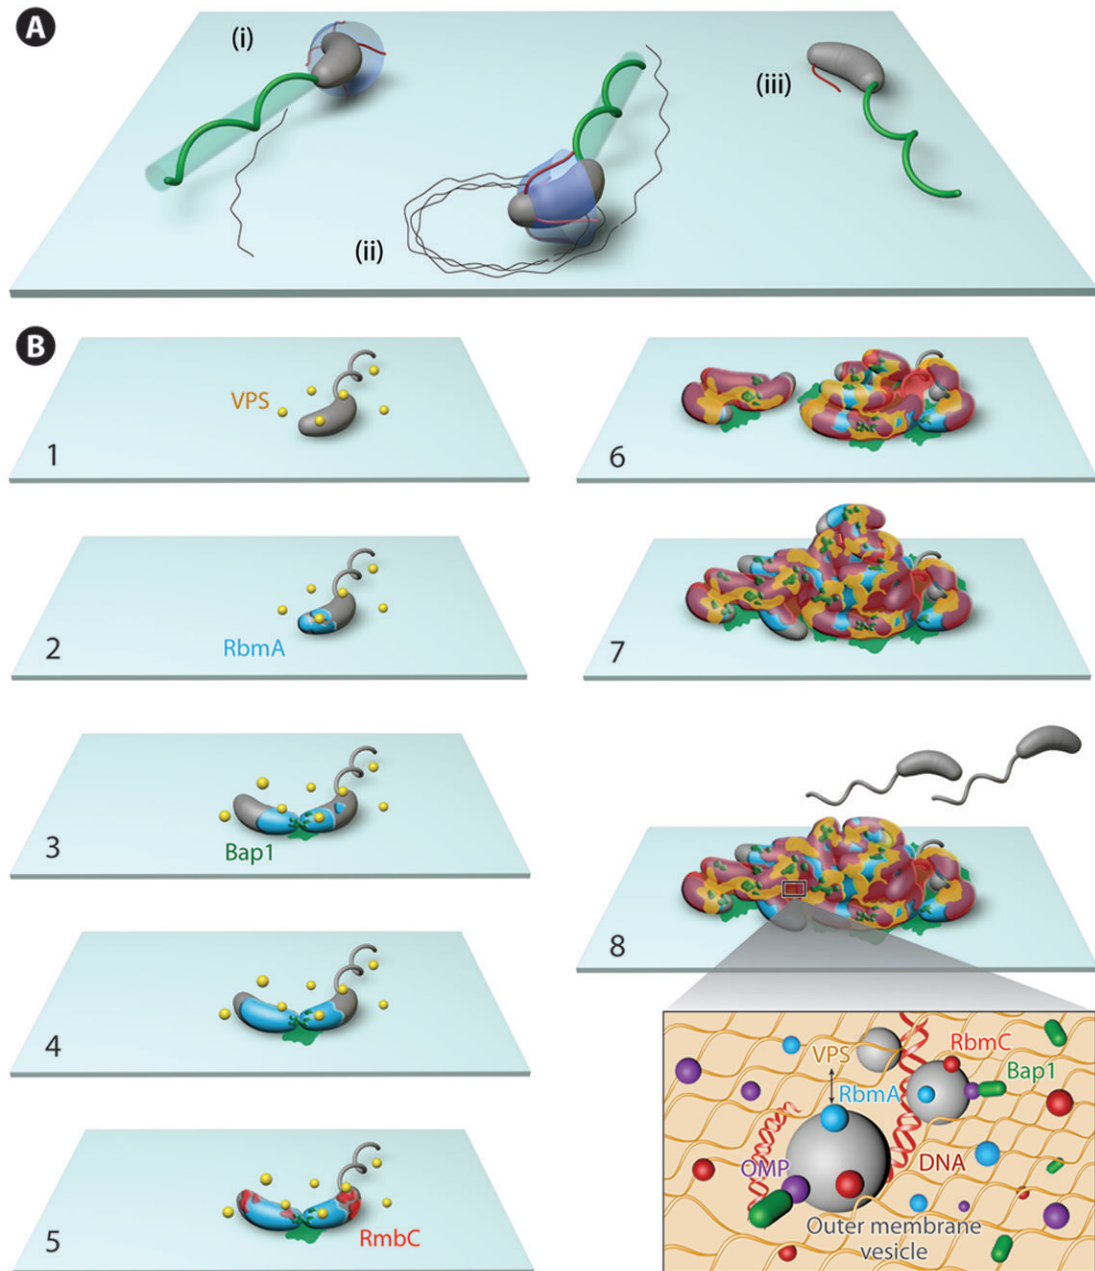 A
(i)
(ii)
(iii)
B
VPS
1
RbmA
2
Bap1
3
4
RmbC
5
6
7
8
VPS
RbmC
Bap1
RbmA
OMP
DNA
Outer membrane
vesicle